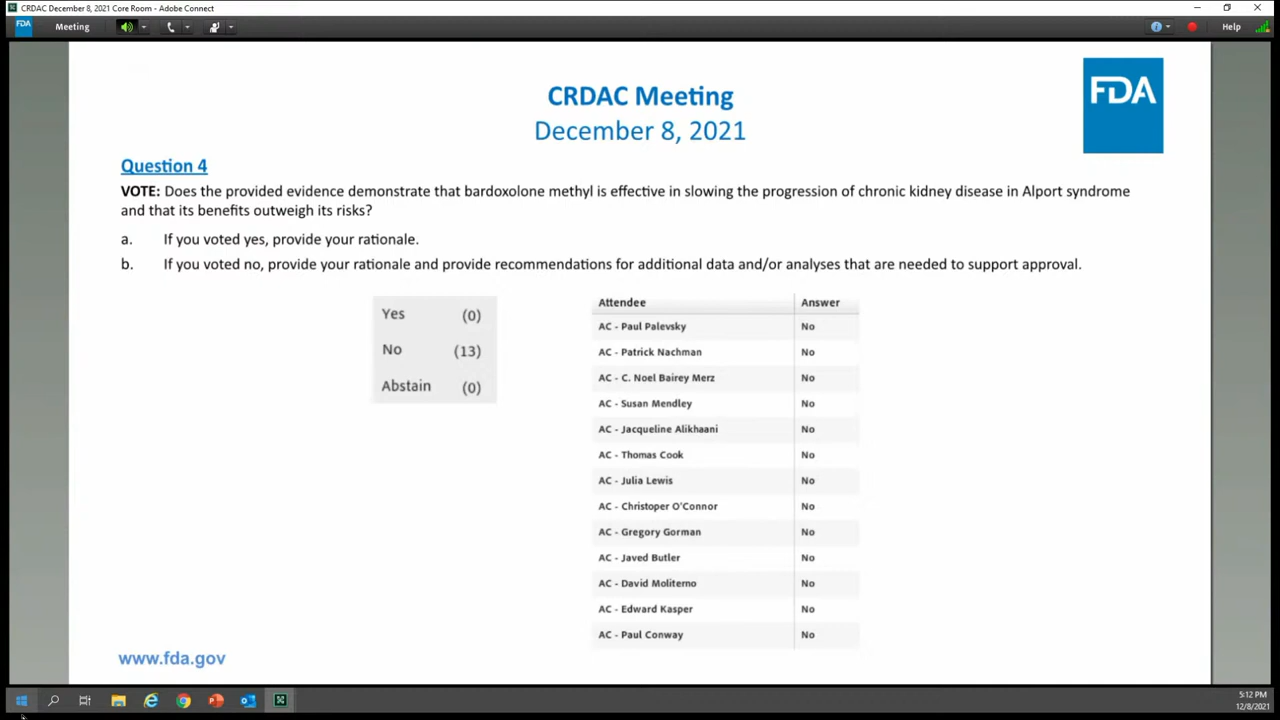 CRDAC December 8, 2021 Core Room - Adobe Connect
FDA Meeting Help
CRDAC Meeting
FDA
December 8, 2021
Question 4
VOTE: Does the provided evidence demonstrate that bardoxolone methyl is effective in slowing the progression of chronic kidney disease in Alport syndrome
and that its benefits outweigh its risks?
a. If you voted yes, provide your rationale.
b. If you voted no, provide your rationale and provide recommendations for additional data and/or analyses that are needed to support approval.
Yes (0)
No (13)
Abstain (0)
Attendee Answer
AC - Paul Palevsky No
AC - Patrick Nachman No
AC - C. Noel Bairey Merz No
AC - Susan Mendley No
AC - Jacqueline Alikhaani No
AC - Thomas Cook No
AC - Julia Lewis No
AC - Christoper O'Connor No
AC - Gregory Gorman No
AC - Javed Butler No
AC - David Moliterno No
AC - Edward Kasper No
AC - Paul Conway No
www.fda.gov
5:12 PM
12/8/2021